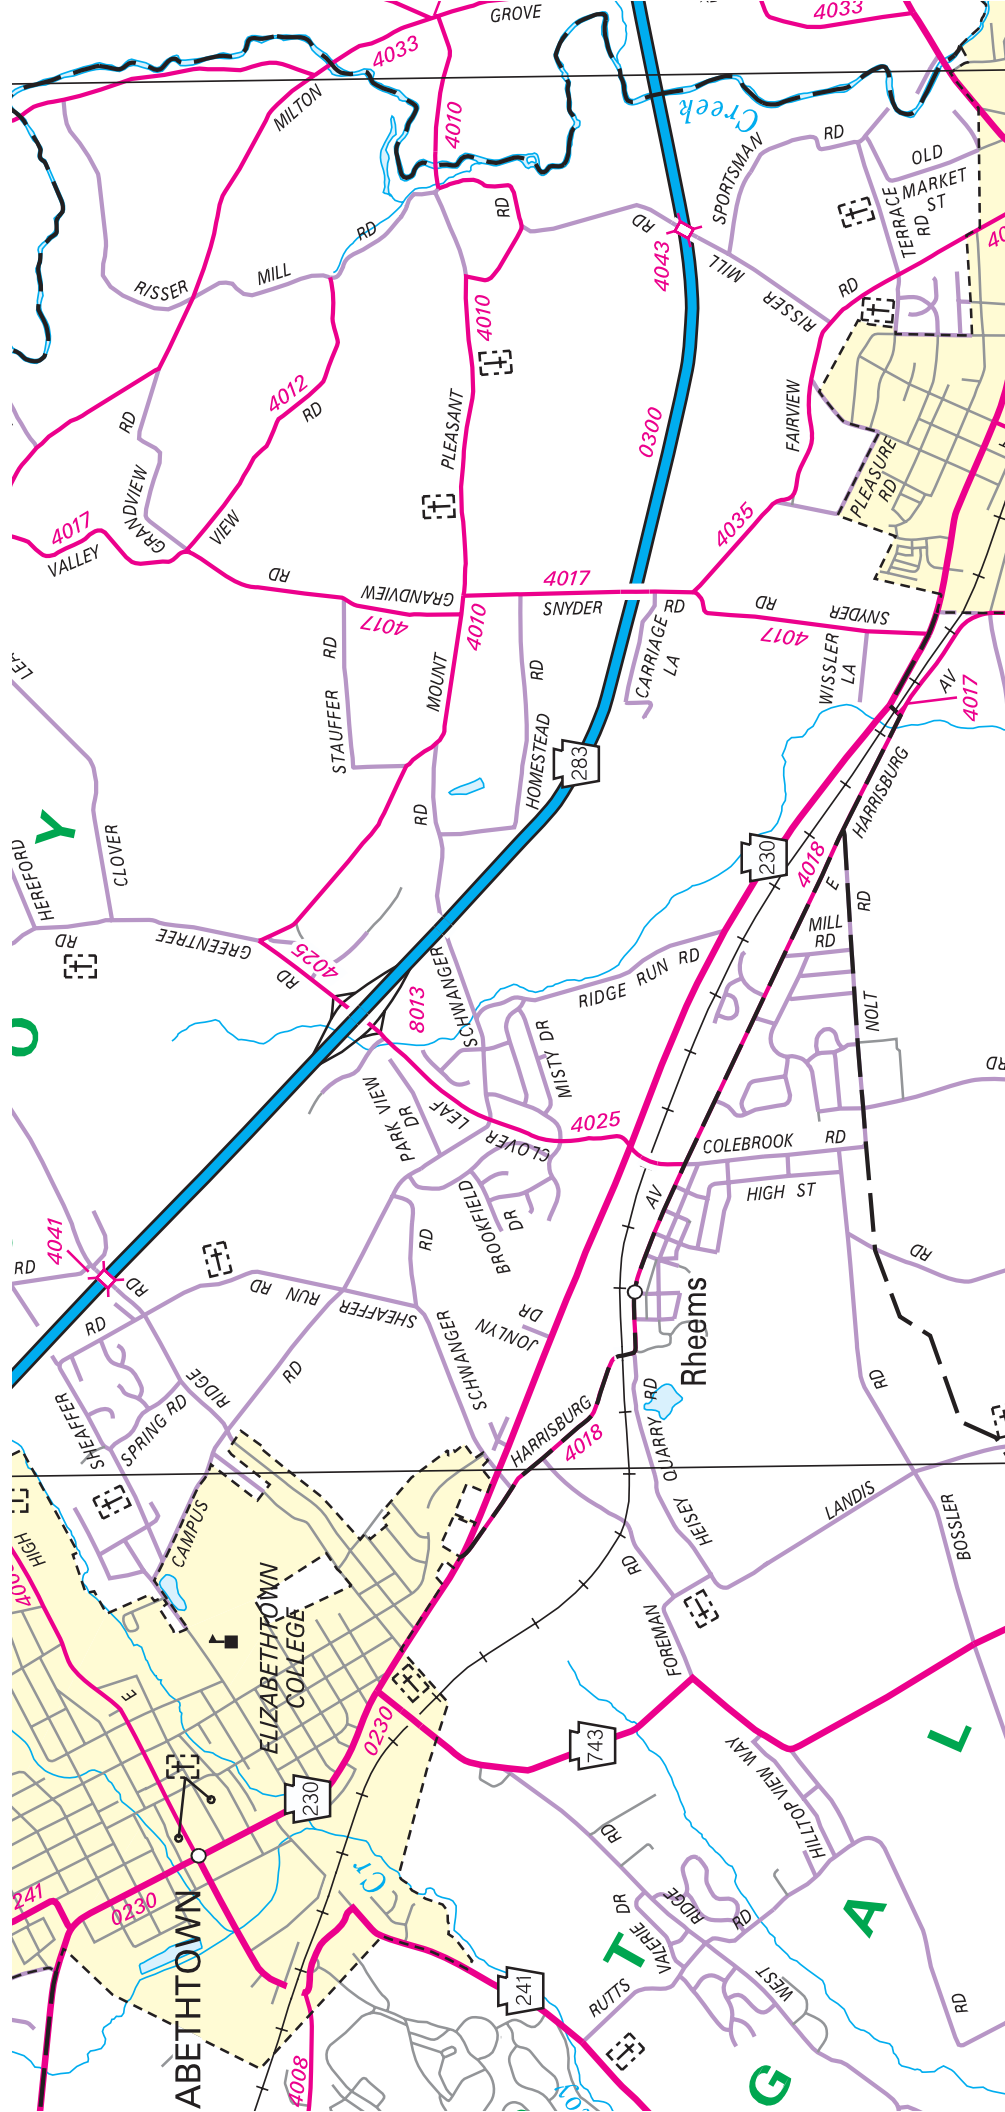 GROVE
RD
4033
4033
MILTON
4010
Creek
SPORTSMAN
RD
OLD
MARKET
ST
TERRACE
RD
RD
RD
RD
MILL
RISSER
4043
MILL
RISSER
RD
4010
4012
RD
RD
GRANDVIEW
PLEASANT
0300
FAIRVIEW
PLEASURE
RD
4035
4017
VALLEY
VIEW
RD
GRANDVIEW
4017
4017
SNYDER
RD
RD
SNYDER
4017
4010
RD
STAUFFER
MOUNT
RD
HOMESTEAD
CARRIAGE
LA
WISSLER
LA
AV
4017
283
HARRISBURG
230
4018
E
RD
Y
CLOVER
HEREFORD
RD
GREENTREE
RD
4025
RD
8013
SCHWANGER
RIDGE RUN RD
MILL
RD
NOLT
MISTY DR
PARK VIEW
DR
LEAF
CLOVER
4025
COLEBROOK RD
HIGH ST
RD
BROOKFIELD
DR
RD
AV
RD
4041
RD
RD
RD
SHEAFFER
RUN
RD
SCHWANGER
JONLYN
DR
Rheems
RD
SHEAFFER
SPRING RD
RIDGE
RD
HARRISBURG
4018
QUARRY RD
HEISEY
LANDIS
BOSSLER
RD
FOREMAN
HIGH
CAMPUS
ELIZABETHTOWN
COLLEGE
E
0230
743
230
HILLTOP VIEW WAY
L
RD
Cr
241
0230
ABETHTOWN
A
RIDGE
RD
VALERIE DR
T
RUTTS
WEST
RD
241
G
4008